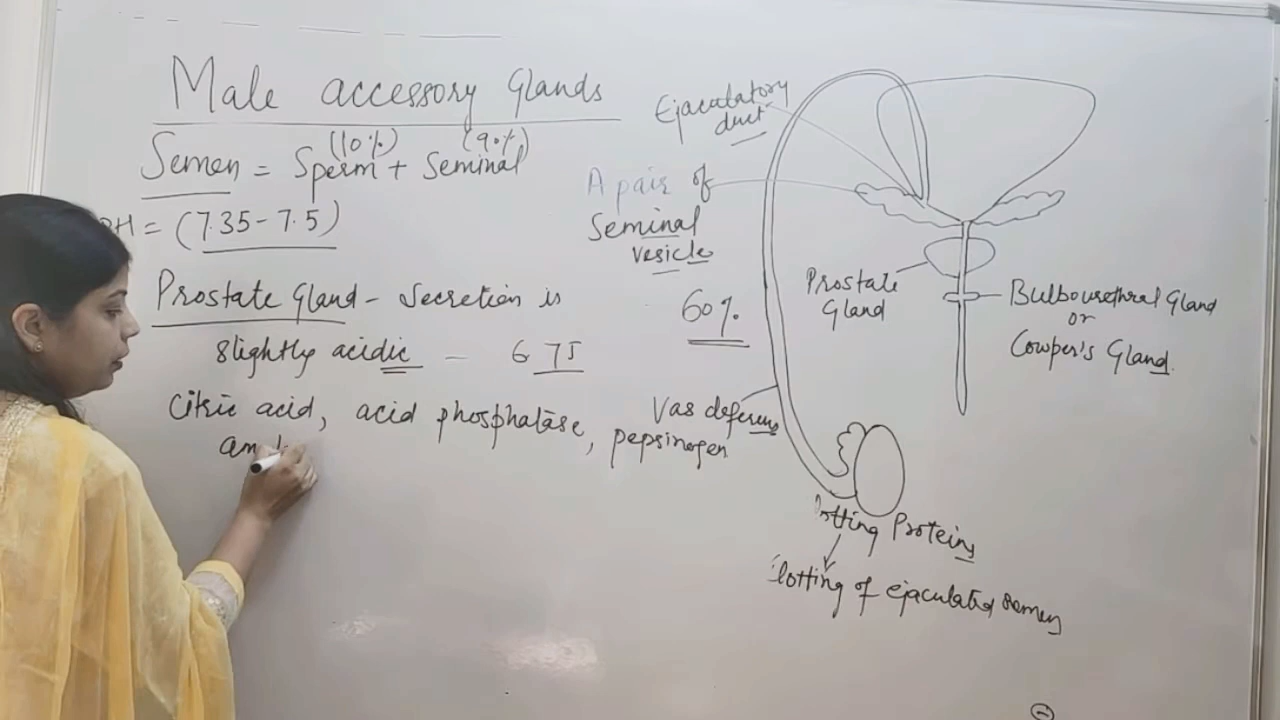 Male accessory Glands
(10%) (90%)
Semen = Sperm + Seminal
pH = (7.35 - 7.5)
Prostate Gland - Secretion is
slightly acidic - 6 75
Citric acid, acid phosphatase, pepsinogen
Ejaculatory
duct
A pair of
Seminal
vesicle
60%
Prostate
Gland
Bulbourethral Gland
or
Cowper's Gland.
Vas deferens
Proteins
of ejaculated semen